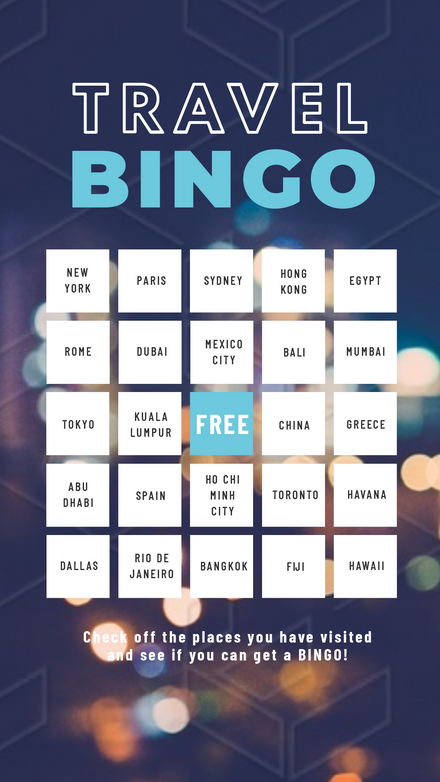 TRAVEL
BINGO
NEW
YORK
PARIS
SYDNEY
HONG
KONG
EGYPT
ROME
DUBAI
MEXICO
CITY
BALI
MUMBAI
TOKYO
KUALA
LUMPUR
FREE
CHINA
GREECE
ABU
DHABI
SPAIN
HO CHI
MINH
CITY
TORONTO
HAVANA
DALLAS
RIO DE
JANEIRO
BANGKOK
FIJI
HAWAII
Check off the places you have visited
and see if you can get a BINGO!